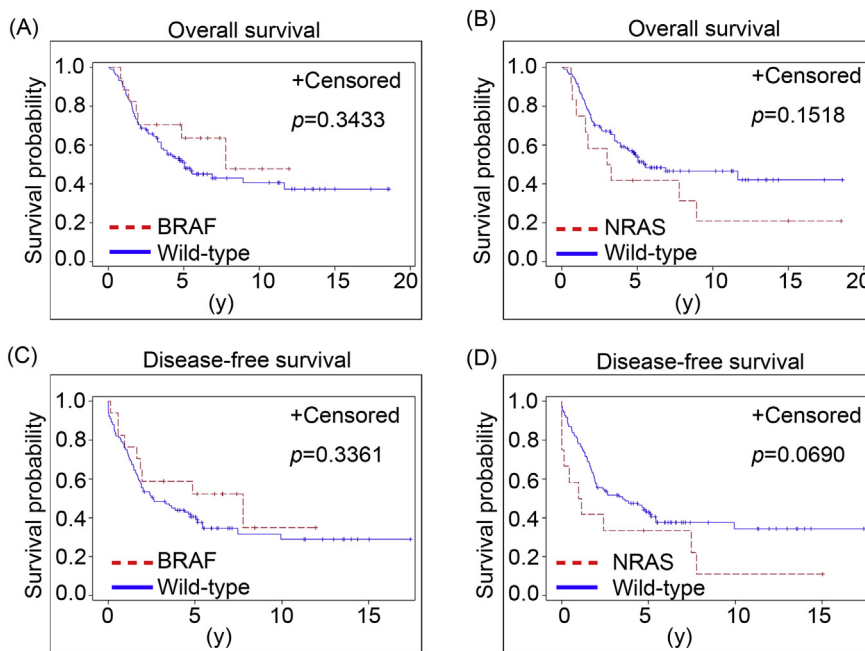 (A)
Overall survival
Survival probability
1.0
0.8
0.6
0.4
0.2
0.0
+Censored
p=0.3433
BRAF
Wild-type
0 5 10 15 20
(y)
(B)
Overall survival
Survival probability
1.0
0.8
0.6
0.4
0.2
0.0
+Censored
p=0.1518
NRAS
Wild-type
0 5 10 15 20
(y)
(C)
Disease-free survival
Survival probability
1.0
0.8
0.6
0.4
0.2
0.0
+Censored
p=0.3361
BRAF
Wild-type
0 5 10 15
(y)
(D)
Disease-free survival
Survival probability
1.0
0.8
0.6
0.4
0.2
0.0
+Censored
p=0.0690
NRAS
Wild-type
0 5 10 15
(y)